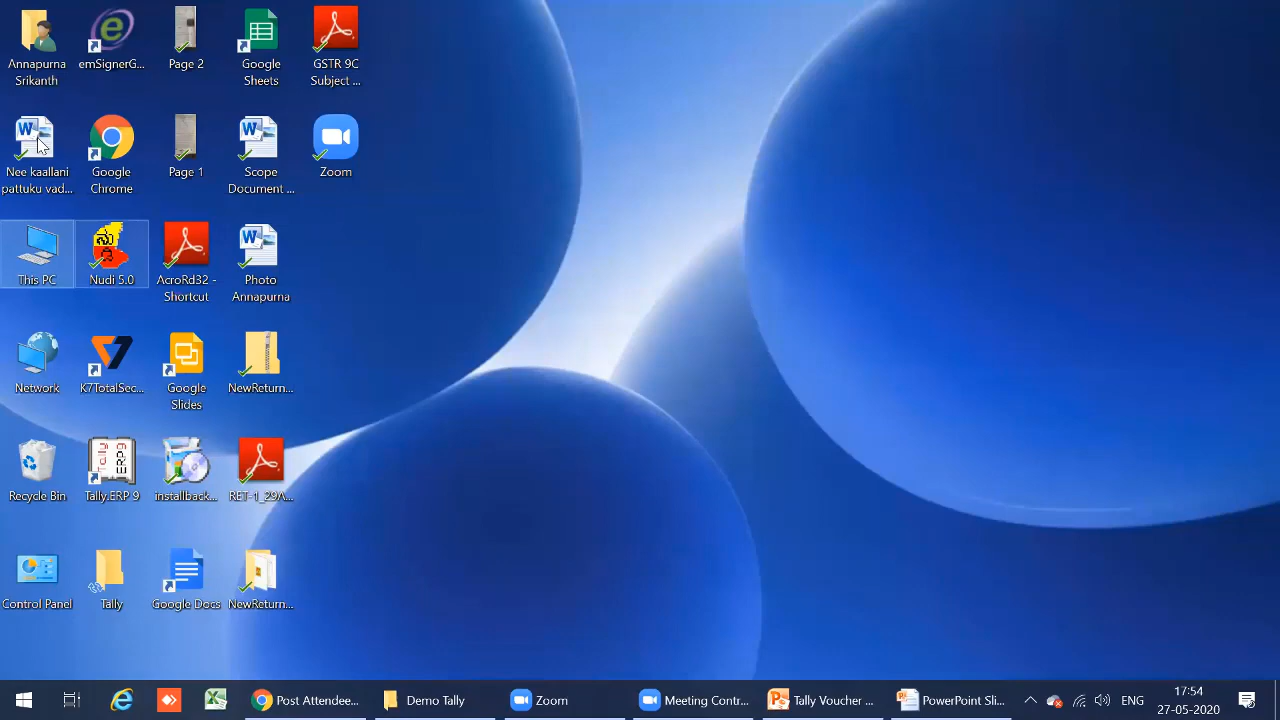 Annapurna
Srikanth
emSignerG...
Page 2
Google
Sheets
GSTR 9C
Subject ...
Nee kaallani
pattuku vad...
Google
Chrome
Page 1
Scope
Document ...
Zoom
This PC
Nudi 5.0
AcroRd32 -
Shortcut
Photo
Annapurna
Network
K7TotalSec...
Google
Slides
NewReturn...
Recycle Bin
Tally.ERP 9
installback...
RET-1_29A...
Control Panel
Tally
Google Docs
NewReturn...
Post Attendee...
Demo Tally
Zoom
Meeting Contr...
Tally Voucher ...
PowerPoint Sli...
ENG
17:54
27-05-2020